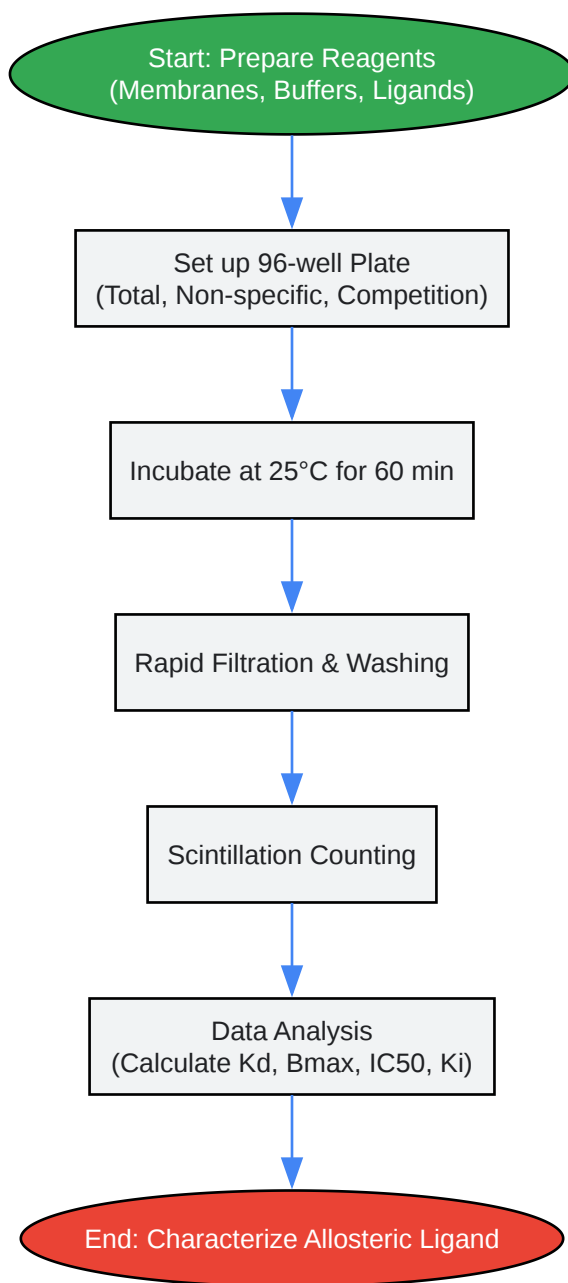 Start: Prepare Reagents
(Membranes, Buffers, Ligands)
Set up 96-well Plate
(Total, Non-specific, Competition)
Incubate at 25°C for 60 min
Rapid Filtration & Washing
Scintillation Counting
Data Analysis
(Calculate Kd, Bmax, IC50, Ki)
End: Characterize Allosteric Ligand